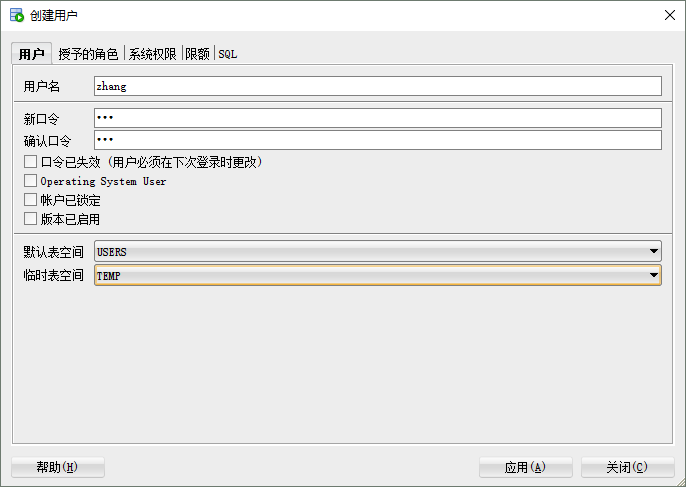 创建用户
用户 授予的角色 系统权限 限额 SQL
用户名 zhang
新口令 •••
确认口令 •••
口令已失效 (用户必须在下次登录时更改)
Operating System User
帐户已锁定
版本已启用
默认表空间 USERS
临时表空间 TEMP
帮助(H) 应用(A) 关闭(C)